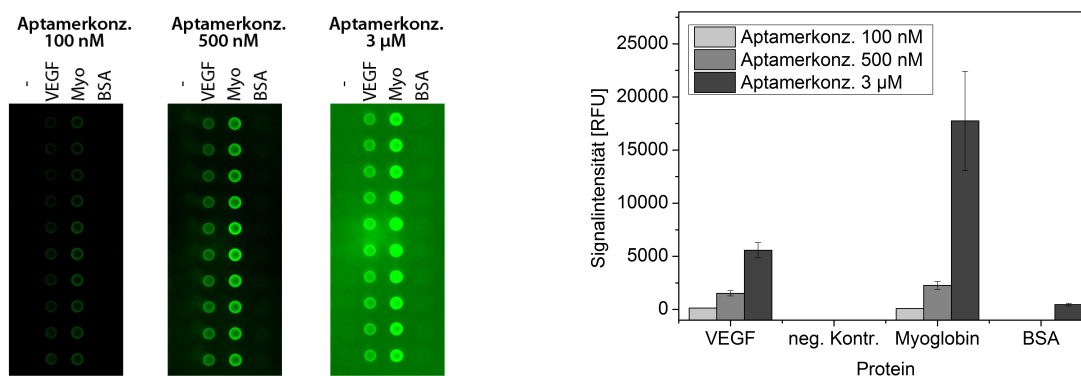 Aptamerkonz.
100 nM
Aptamerkonz.
500 nM
Aptamerkonz.
3 µM
- VEGF Myo BSA
- VEGF Myo BSA
- VEGF Myo BSA
Signalintensität [RFU]
25000
20000
15000
10000
5000
0
Aptamerkonz. 100 nM
Aptamerkonz. 500 nM
Aptamerkonz. 3 µM
VEGF neg. Kontr. Myoglobin BSA
Protein